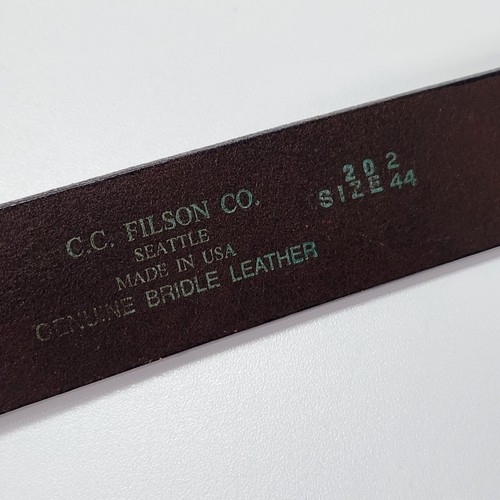 C.C. FILSON CO.
SEATTLE
MADE IN USA
GENUINE BRIDLE LEATHER
202
SIZE 44